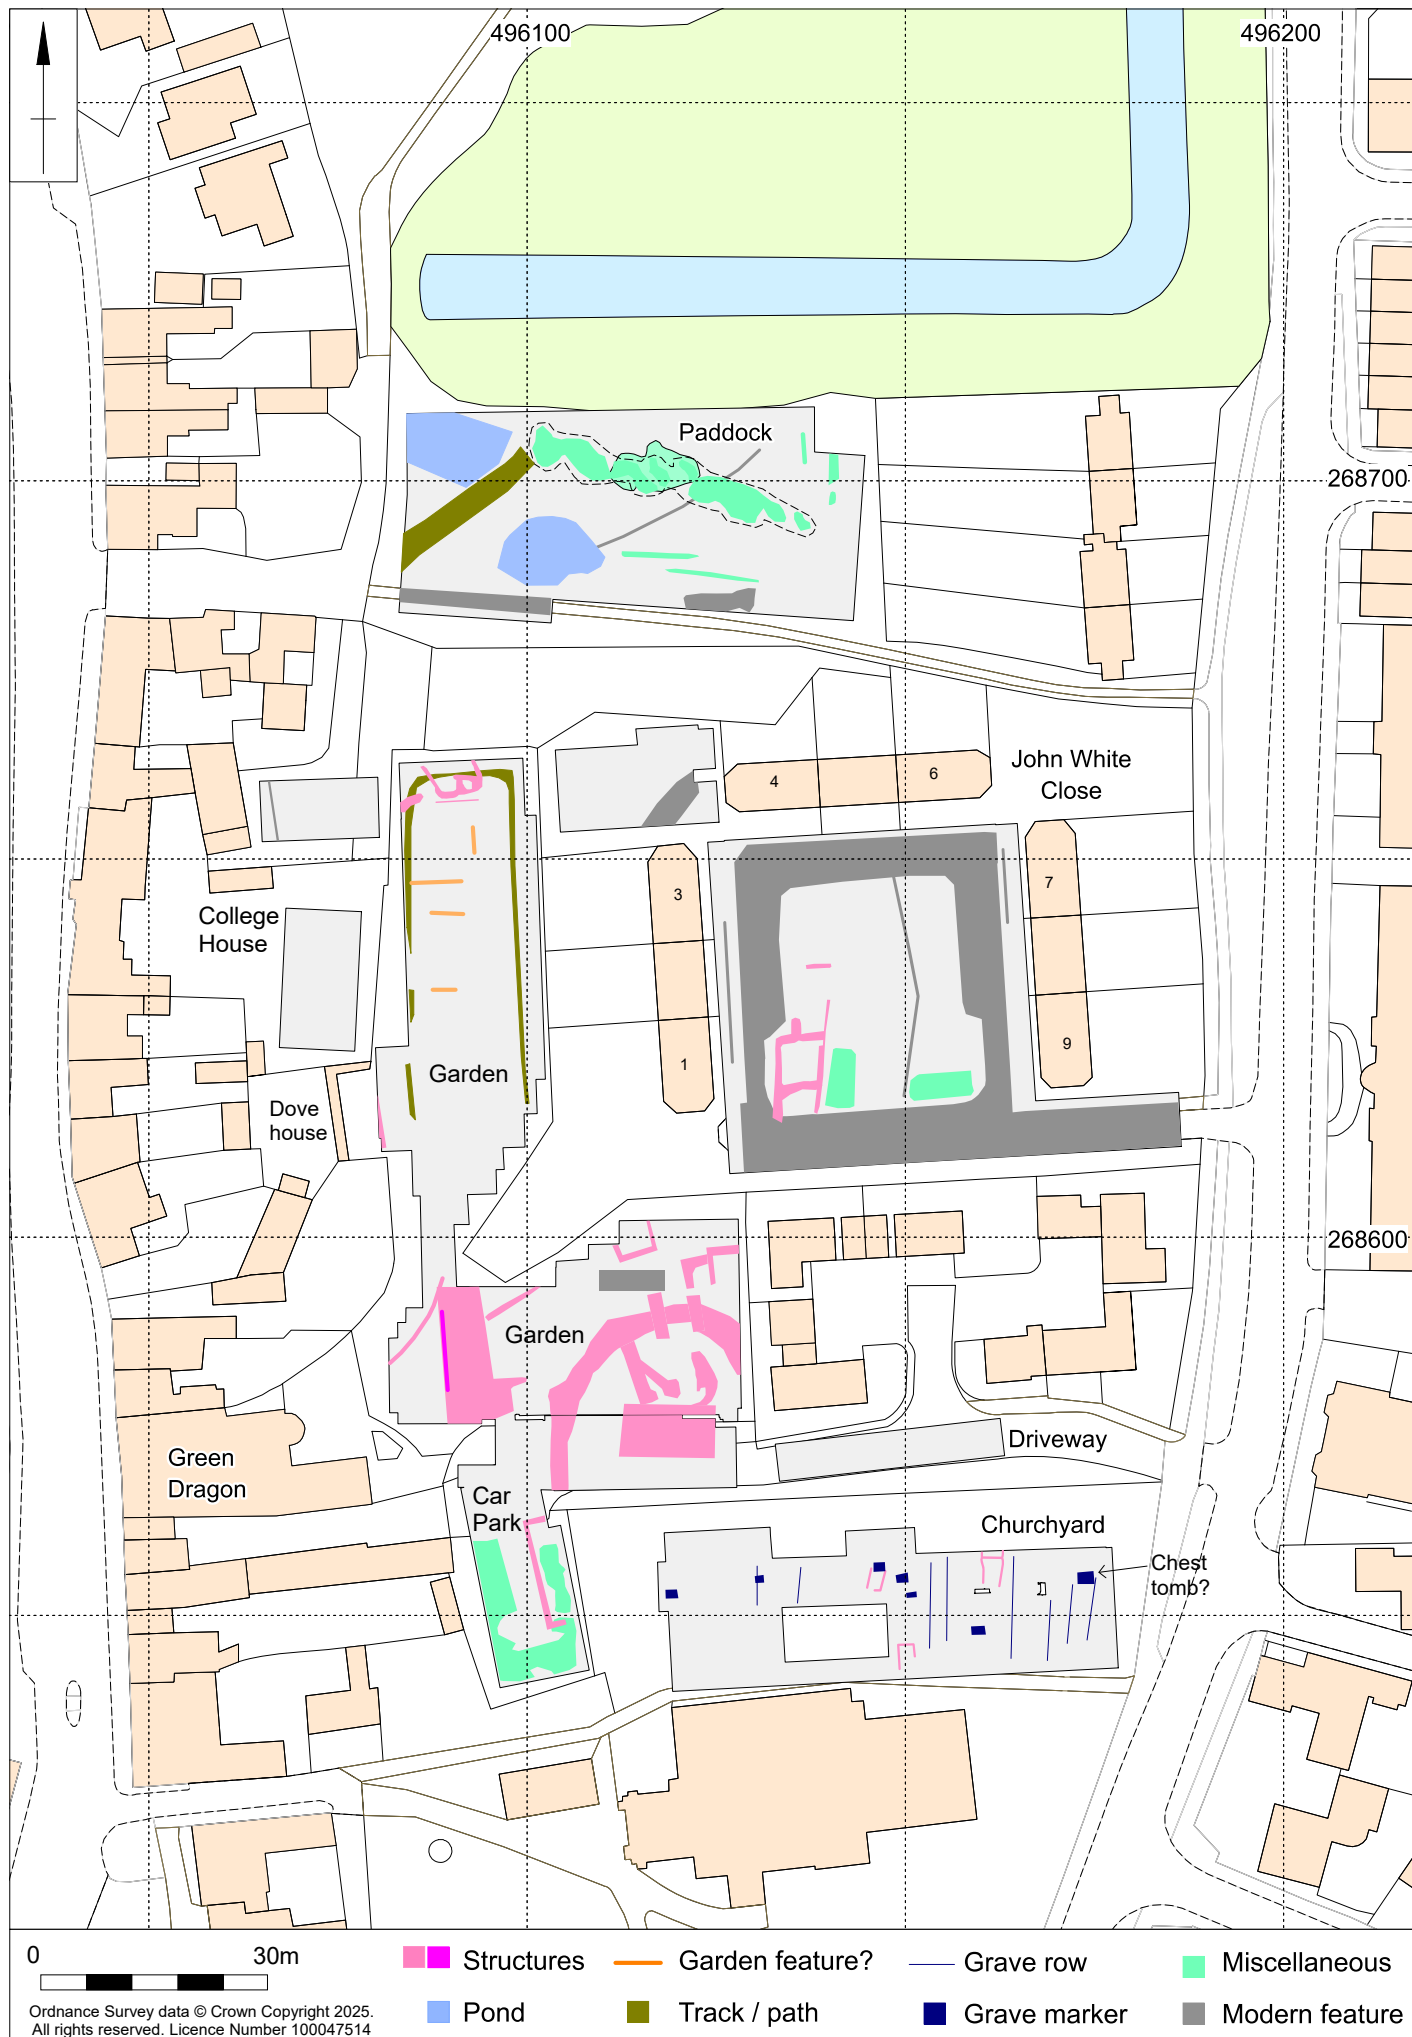 496100
496200
Paddock
268700
John White
Close
4
6
3
7
1
9
College
House
Garden
Dove
house
268600
Garden
Green
Dragon
Driveway
Car
Park
Churchyard
Chest
tomb?
0 30m
Ordnance Survey data © Crown Copyright 2025.
All rights reserved. Licence Number 100047514
Structures
Garden feature?
Grave row
Miscellaneous
Pond
Track / path
Grave marker
Modern feature